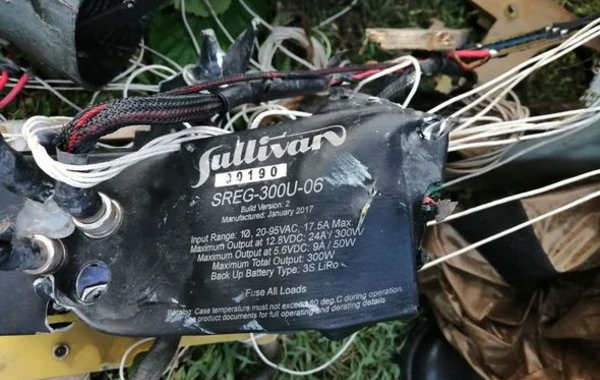 Sullivan
30190
SREG-300U-06
Build Version: 2
Manufactured: January 2017
Input Range: 1Ø, 20-95VAC, 17.5A Max.
Maximum Output at 12.8VDC: 24A / 300W
Maximum Output at 5.6VDC: 9A / 50W
Maximum Total Output: 300W
Back Up Battery Type: 3S LiPo
Fuse All Loads
Warning: Case temperature must not exceed deg C during operation.
See product documents for full operating and derating details.